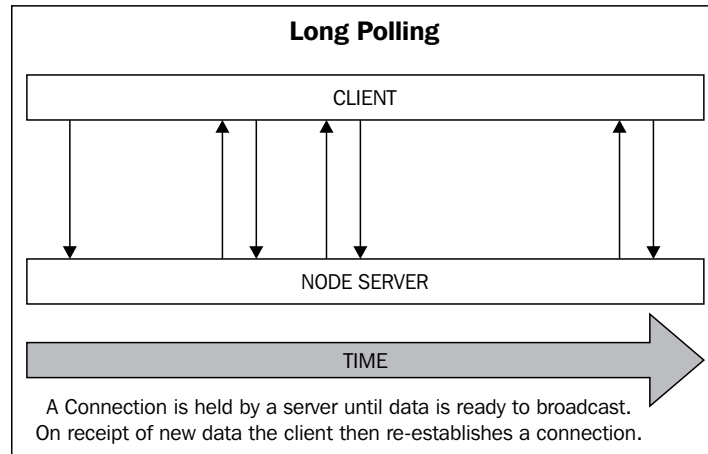 Long Polling
CLIENT
NODE SERVER
TIME
A Connection is held by a server until data is ready to broadcast.
On receipt of new data the client then re-establishes a connection.